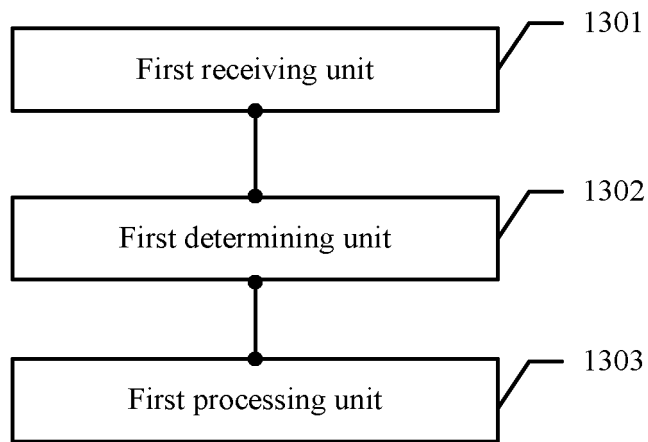 1301
First receiving unit
1302
First determining unit
1303
First processing unit